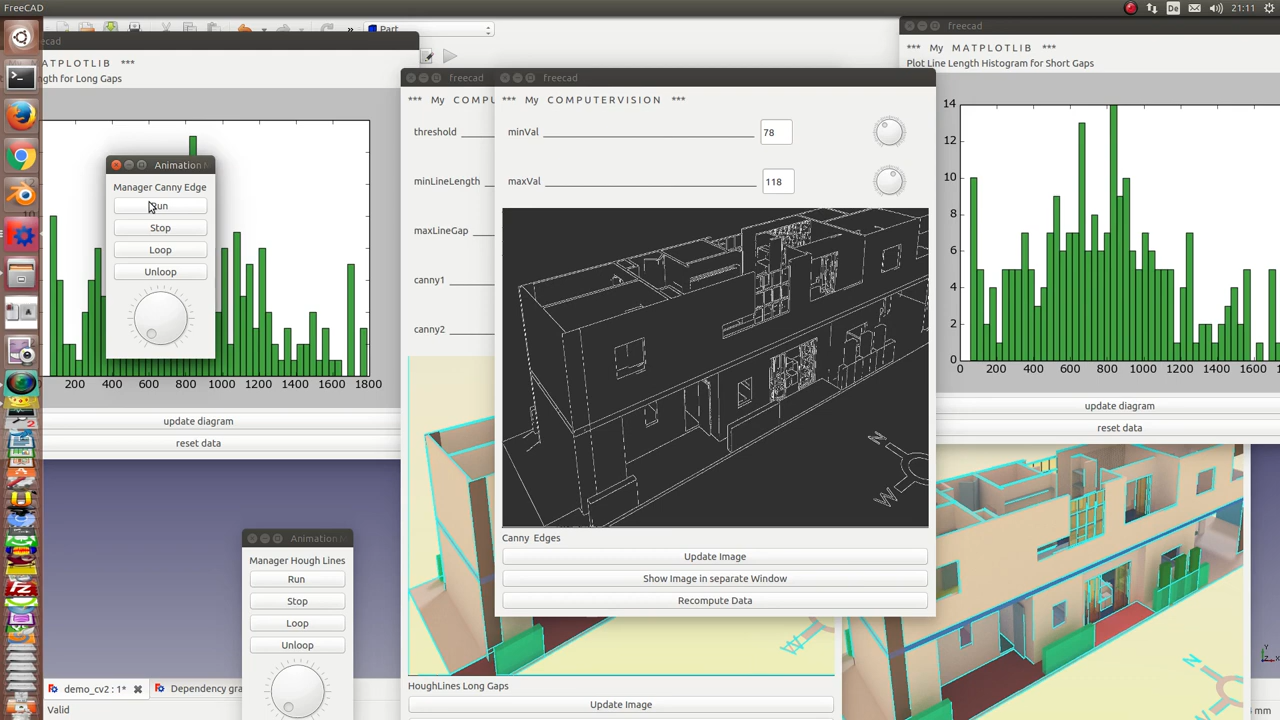 FreeCAD
De
21:11
Part
ecad
ATPLOTLIB ***
ngth for Long Gaps
200 400 600 800 1000 1200 1400 1600 1800
update diagram
reset data
Animation
Manager Canny Edge
Run
Stop
Loop
Unloop
Animation
Manager Hough Lines
Run
Stop
Loop
Unloop
demo_cv2 : 1*
Dependency gra
Valid
freecad
*** My COMPU
threshold
minLineLength
maxLineGap
canny1
canny2
HoughLines Long Gaps
Update Image
freecad
*** My COMPUTERVISION ***
minVal 78
maxVal 118
N
W
Canny Edges
Update Image
Show Image in separate Window
Recompute Data
freecad
*** My MATPLOTLIB ***
Plot Line Length Histogram for Short Gaps
14
12
10
8
6
4
2
0
0 200 400 600 800 1000 1200 1400 1600
update diagram
reset data
N
W
mm